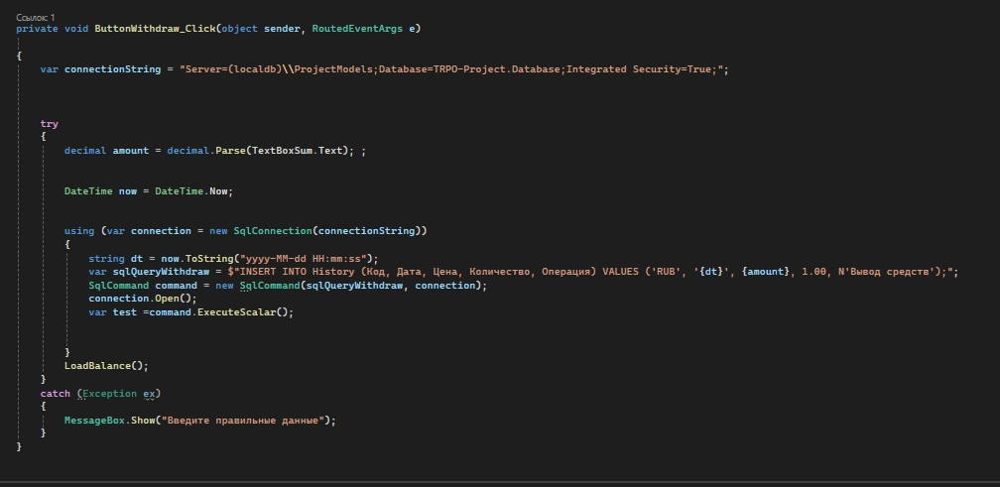 Ссылок: 1
private void ButtonWithdraw_Click(object sender, RoutedEventArgs e)
{
var connectionString = "Server=(localdb)\\ProjectModels;Database=TRPO-Project.Database;Integrated Security=True;";
try
{
decimal amount = decimal.Parse(TextBoxSum.Text); ;
DateTime now = DateTime.Now;
using (var connection = new SqlConnection(connectionString))
{
string dt = now.ToString("yyyy-MM-dd HH:mm:ss");
var sqlQueryWithdraw = $"INSERT INTO History (Код, Дата, Цена, Количество, Операция) VALUES ('RUB', '{dt}', {amount}, 1.00, N'Вывод средств');";
SqlCommand command = new SqlCommand(sqlQueryWithdraw, connection);
connection.Open();
var test =command.ExecuteScalar();
}
LoadBalance();
}
catch (Exception ex)
{
MessageBox.Show("Введите правильные данные");
}
}